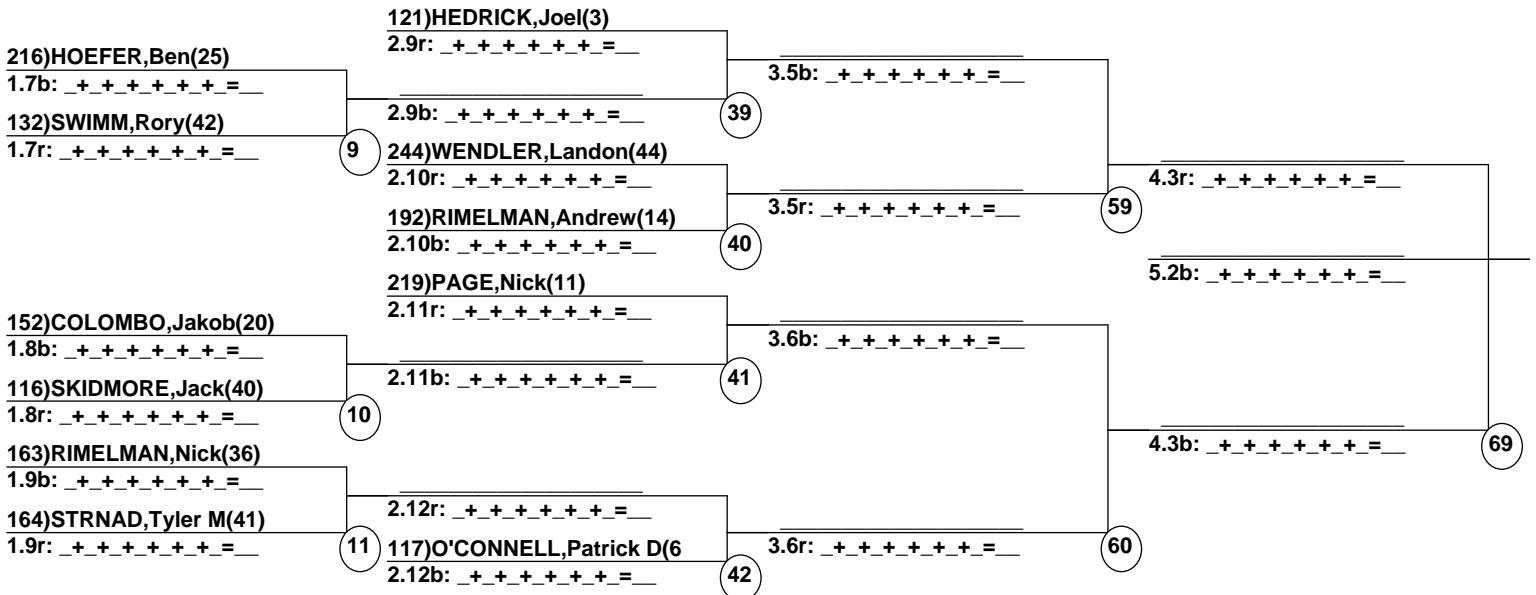 216)HOEFER,Ben(25)
1.7b: _+_+_+_+_+_=__
132)SWIMM,Rory(42)
1.7r: _+_+_+_+_+_=__
9
152)COLOMBO,Jakob(20)
1.8b: _+_+_+_+_+_=__
116)SKIDMORE,Jack(40)
1.8r: _+_+_+_+_+_=__
10
163)RIMELMAN,Nick(36)
1.9b: _+_+_+_+_+_=__
164)STRNAD,Tyler M(41)
1.9r: _+_+_+_+_+_=__
11
121)HEDRICK,Joel(3)
2.9r: _+_+_+_+_+_=__
2.9b: _+_+_+_+_+_=__
39
244)WENDLER,Landon(44)
2.10r: _+_+_+_+_+_=__
192)RIMELMAN,Andrew(14)
2.10b: _+_+_+_+_+_=__
40
219)PAGE,Nick(11)
2.11r: _+_+_+_+_+_=__
2.11b: _+_+_+_+_+_=__
41
2.12r: _+_+_+_+_+_=__
117)O'CONNELL,Patrick D(6
2.12b: _+_+_+_+_+_=__
42
3.5b: _+_+_+_+_+_=__
3.5r: _+_+_+_+_+_=__
59
3.6b: _+_+_+_+_+_=__
3.6r: _+_+_+_+_+_=__
60
4.3r: _+_+_+_+_+_=__
5.2b: _+_+_+_+_+_=__
4.3b: _+_+_+_+_+_=__
69